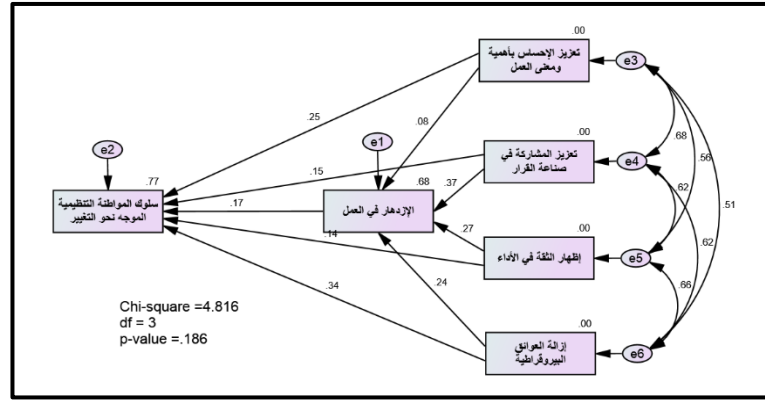 .00
تعزيز الإحساس بأهمية
ومعنى العمل
e3
.25
.08
.68
.56
.51
e2
e1
.00
تعزيز المشاركة في
صناعة القرار
e4
.15
.37
.62
.62
.77
سلوك المواطنة التنظيمية
الموجه نحو التغيير
.17
.68
الإزدهار في العمل
.14
.27
.00
إظهار الثقة في الأداء
e5
.34
.24
.66
.00
إزالة العوائق
البيروقراطية
e6
Chi-square =4.816
df = 3
p-value =.186